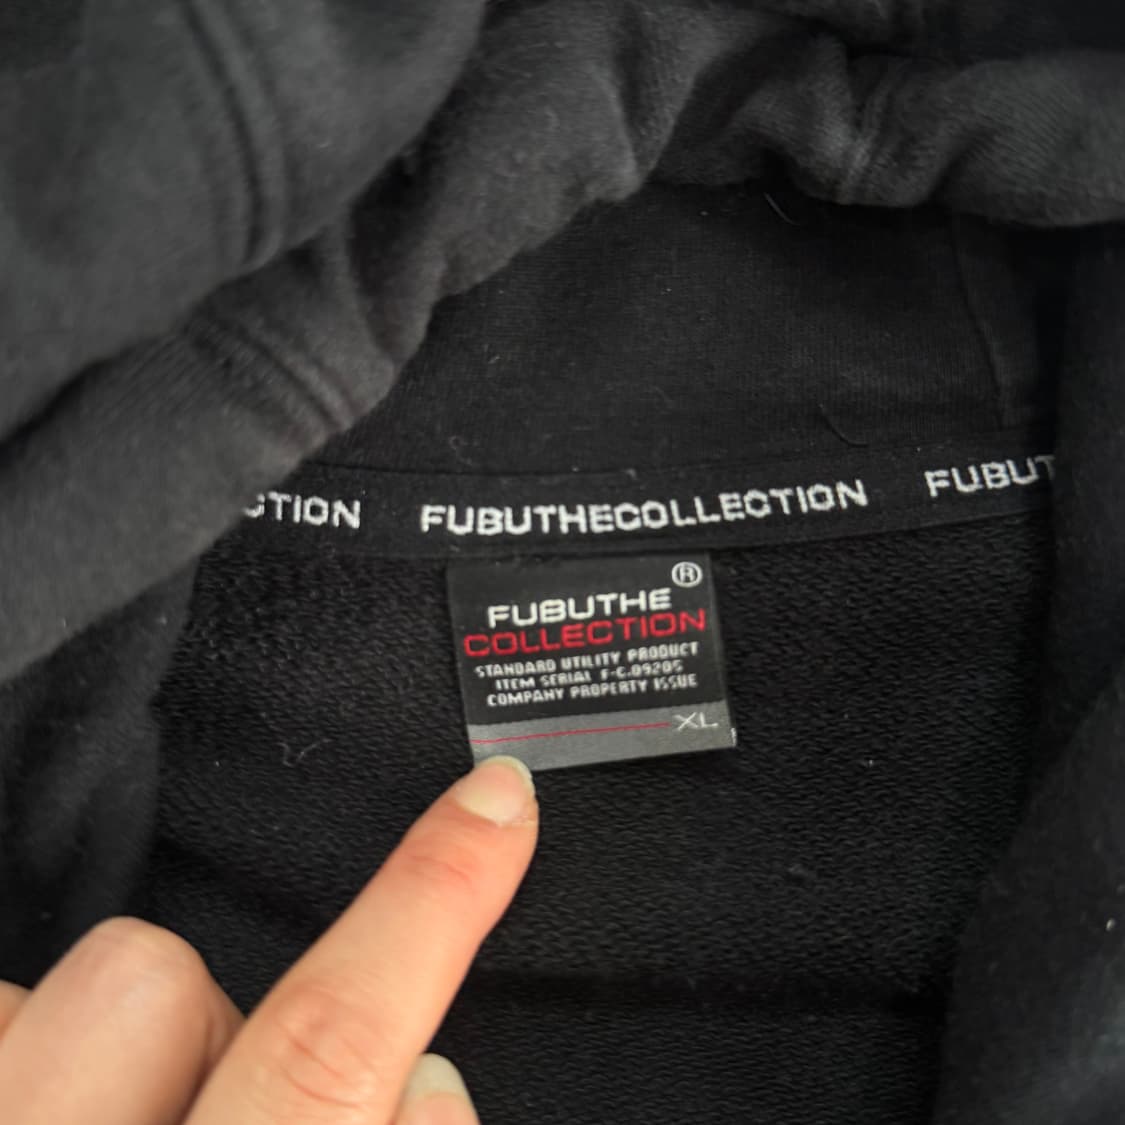 CTION FUBUTHECOLLECTION FUBUT
®
FUBUTHE
COLLECTION
STANDARD UTILITY PRODUCT
ITEM SERIAL F-C.09205
COMPANY PROPERTY ISSUE
XL